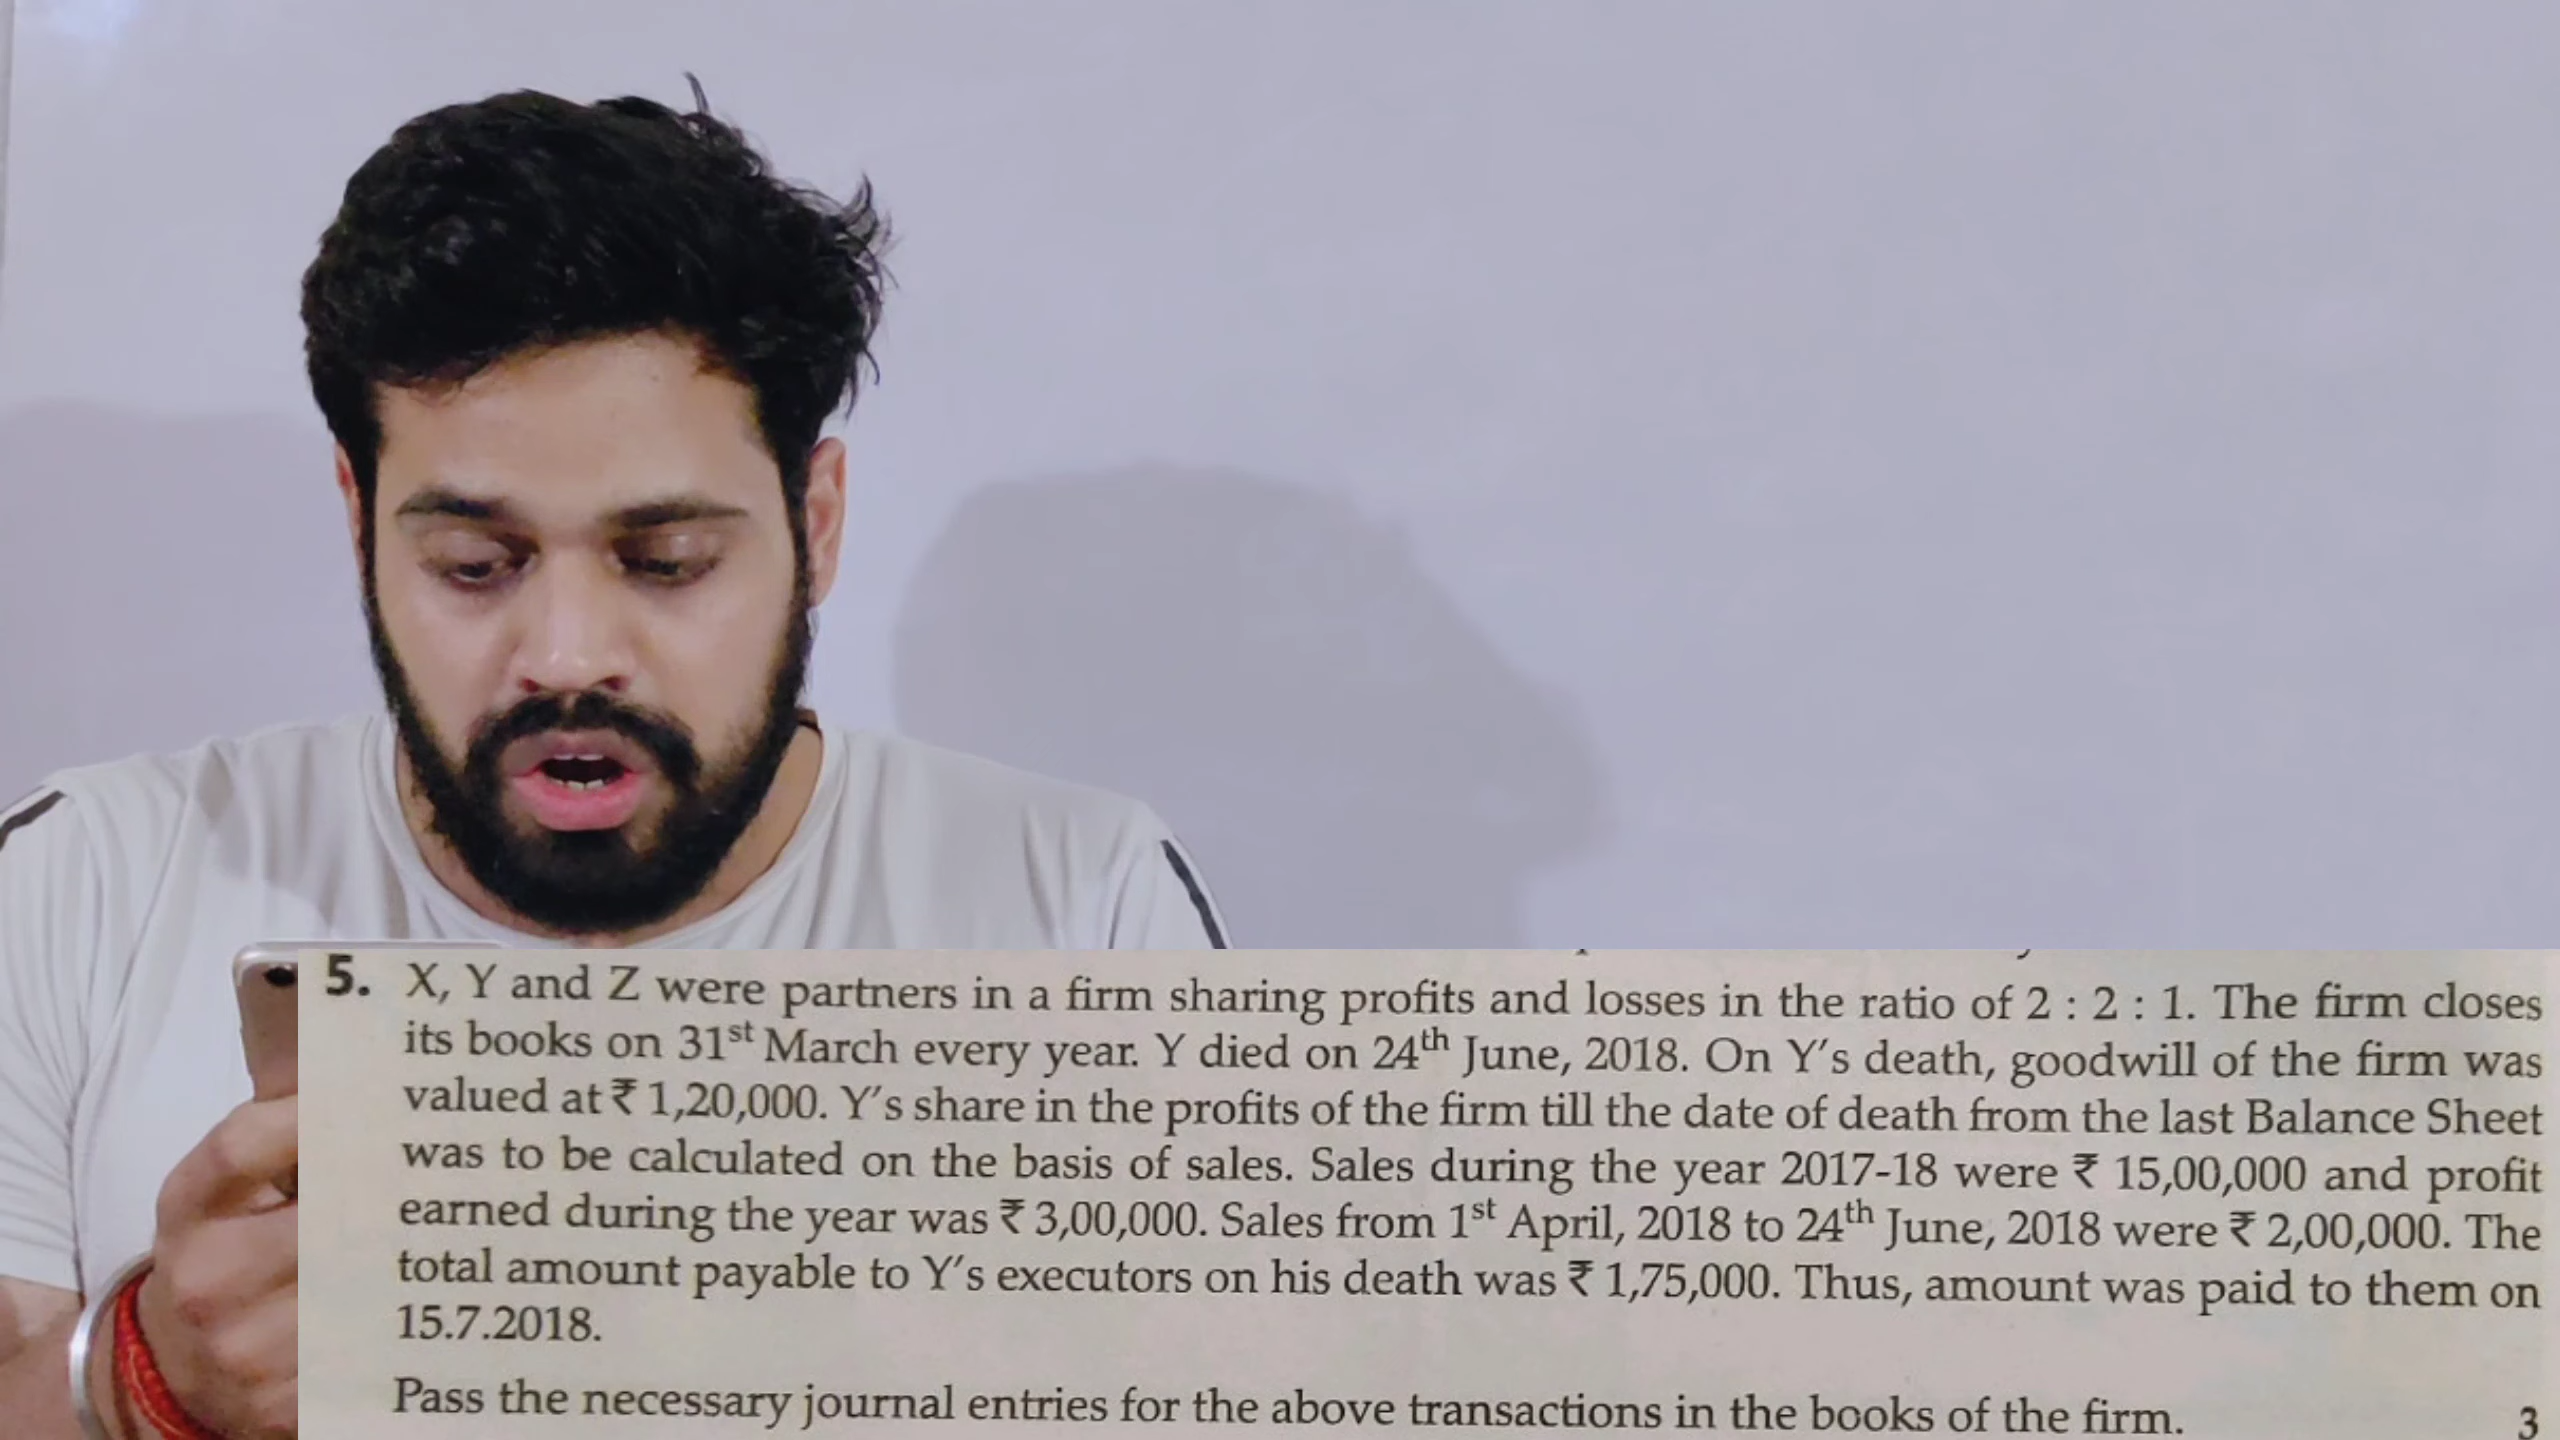 5. X, Y and Z were partners in a firm sharing profits and losses in the ratio of 2 : 2 : 1. The firm closes
its books on 31st March every year. Y died on 24th June, 2018. On Y's death, goodwill of the firm was
valued at ₹ 1,20,000. Y's share in the profits of the firm till the date of death from the last Balance Sheet
was to be calculated on the basis of sales. Sales during the year 2017-18 were ₹ 15,00,000 and profit
earned during the year was ₹ 3,00,000. Sales from 1st April, 2018 to 24th June, 2018 were ₹ 2,00,000. The
total amount payable to Y's executors on his death was ₹ 1,75,000. Thus, amount was paid to them on
15.7.2018.
Pass the necessary journal entries for the above transactions in the books of the firm. 3